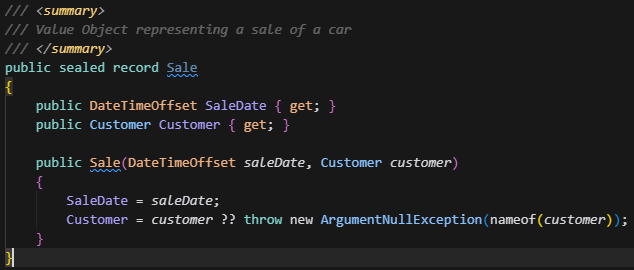 /// <summary>
/// Value Object representing a sale of a car
/// </summary>
public sealed record Sale
{
    public DateTimeOffset SaleDate { get; }
    public Customer Customer { get; }

    public Sale(DateTimeOffset saleDate, Customer customer)
    {
        SaleDate = saleDate;
        Customer = customer ?? throw new ArgumentNullException(nameof(customer));
    }
}